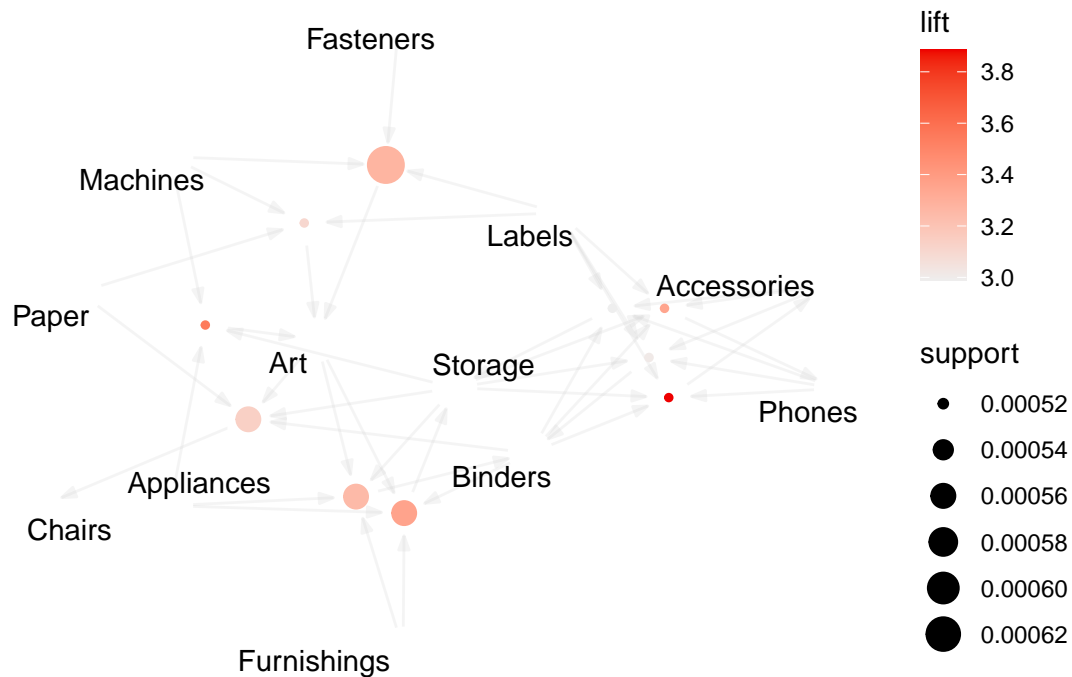 Fasteners
Machines
Labels
Accessories
Paper
Art
Storage
Phones
Appliances
Binders
Chairs
Furnishings
lift
3.8
3.6
3.4
3.2
3.0
support
0.00052
0.00054
0.00056
0.00058
0.00060
0.00062